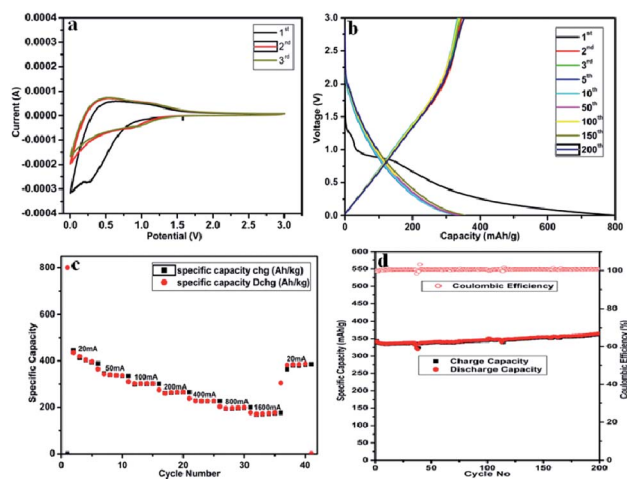 a
0.0004
0.0003
0.0002
0.0001
0.0000
-0.0001
-0.0002
-0.0003
-0.0004
Current (A)
0.0 0.5 1.0 1.5 2.0 2.5 3.0
Potential (V)
1st
2nd
3rd
b
3.0
2.5
2.0
1.5
1.0
0.5
0.0
Voltage (V)
0 200 400 600 800
Capacity (mAh/g)
1st
2nd
3rd
5th
10th
50th
100th
150th
200th
c
800
600
400
200
0
Specific Capacity
0 10 20 30 40
Cycle Number
specific capacity chg (Ah/kg)
specific capacity Dchg (Ah/kg)
20mA
50mA
100mA
200mA
400mA
800mA
1600mA
20mA
d
600
550
500
450
400
350
300
250
200
150
100
50
0
Specific Capacity(mAh/g)
0 50 100 150 200
Cycle No
100
80
60
40
20
0
Coulombic Efficiency(%)
Coulombic Efficiency
Charge Capacity
Discharge Capacity